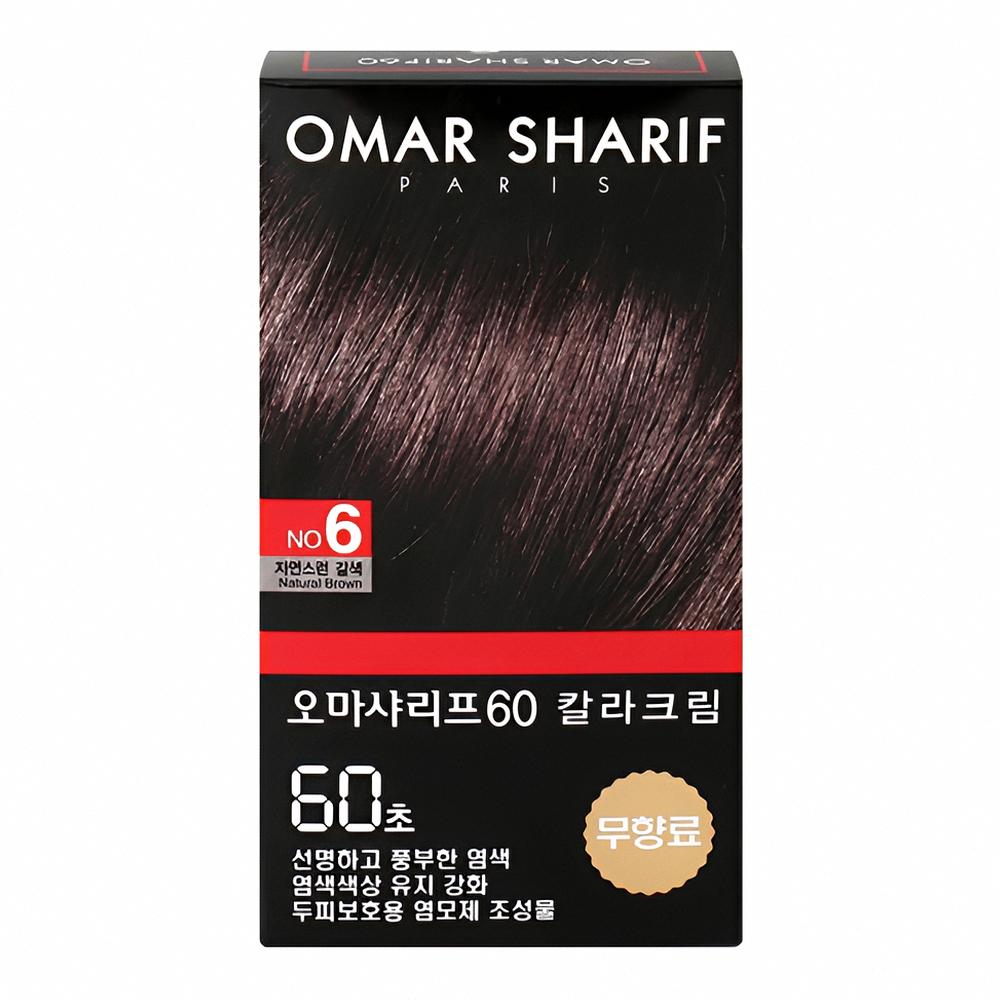 OMAR SHARIF60
OMAR SHARIF
PARIS
NO 6
자연스런 갈색
Natural Brown
오마샤리프60 칼라크림
60초
선명하고 풍부한 염색
염색색상 유지 강화
두피보호용 염모제 조성물
무향료